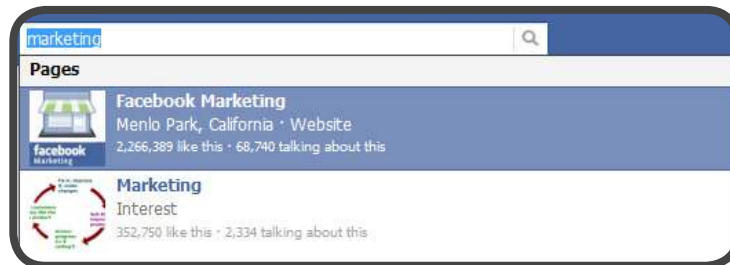 marketing
Pages
Facebook Marketing
Menlo Park, California · Website
2,266,389 like this · 68,740 talking about this
facebook
Marketing
Marketing
Interest
352,750 like this · 2,334 talking about this